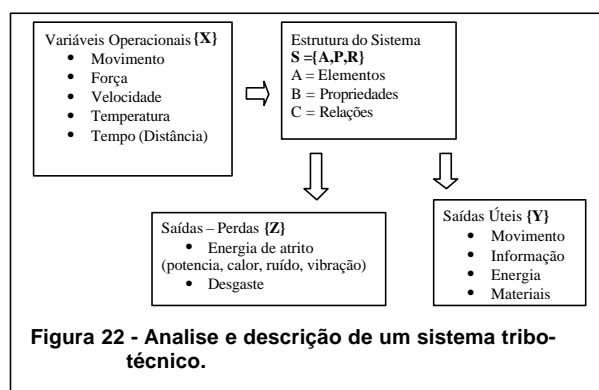 Variáveis Operacionais {X}
• Movimento
• Força
• Velocidade
• Temperatura
• Tempo (Distância)
Estrutura do Sistema
S ={A,P,R}
A = Elementos
B = Propriedades
C = Relações
Saídas – Perdas {Z}
• Energia de atrito
(potencia, calor, ruído, vibração)
• Desgaste
Saídas Úteis {Y}
• Movimento
• Informação
• Energia
• Materiais
Figura 22 - Analise e descrição de um sistema tribo-
técnico.